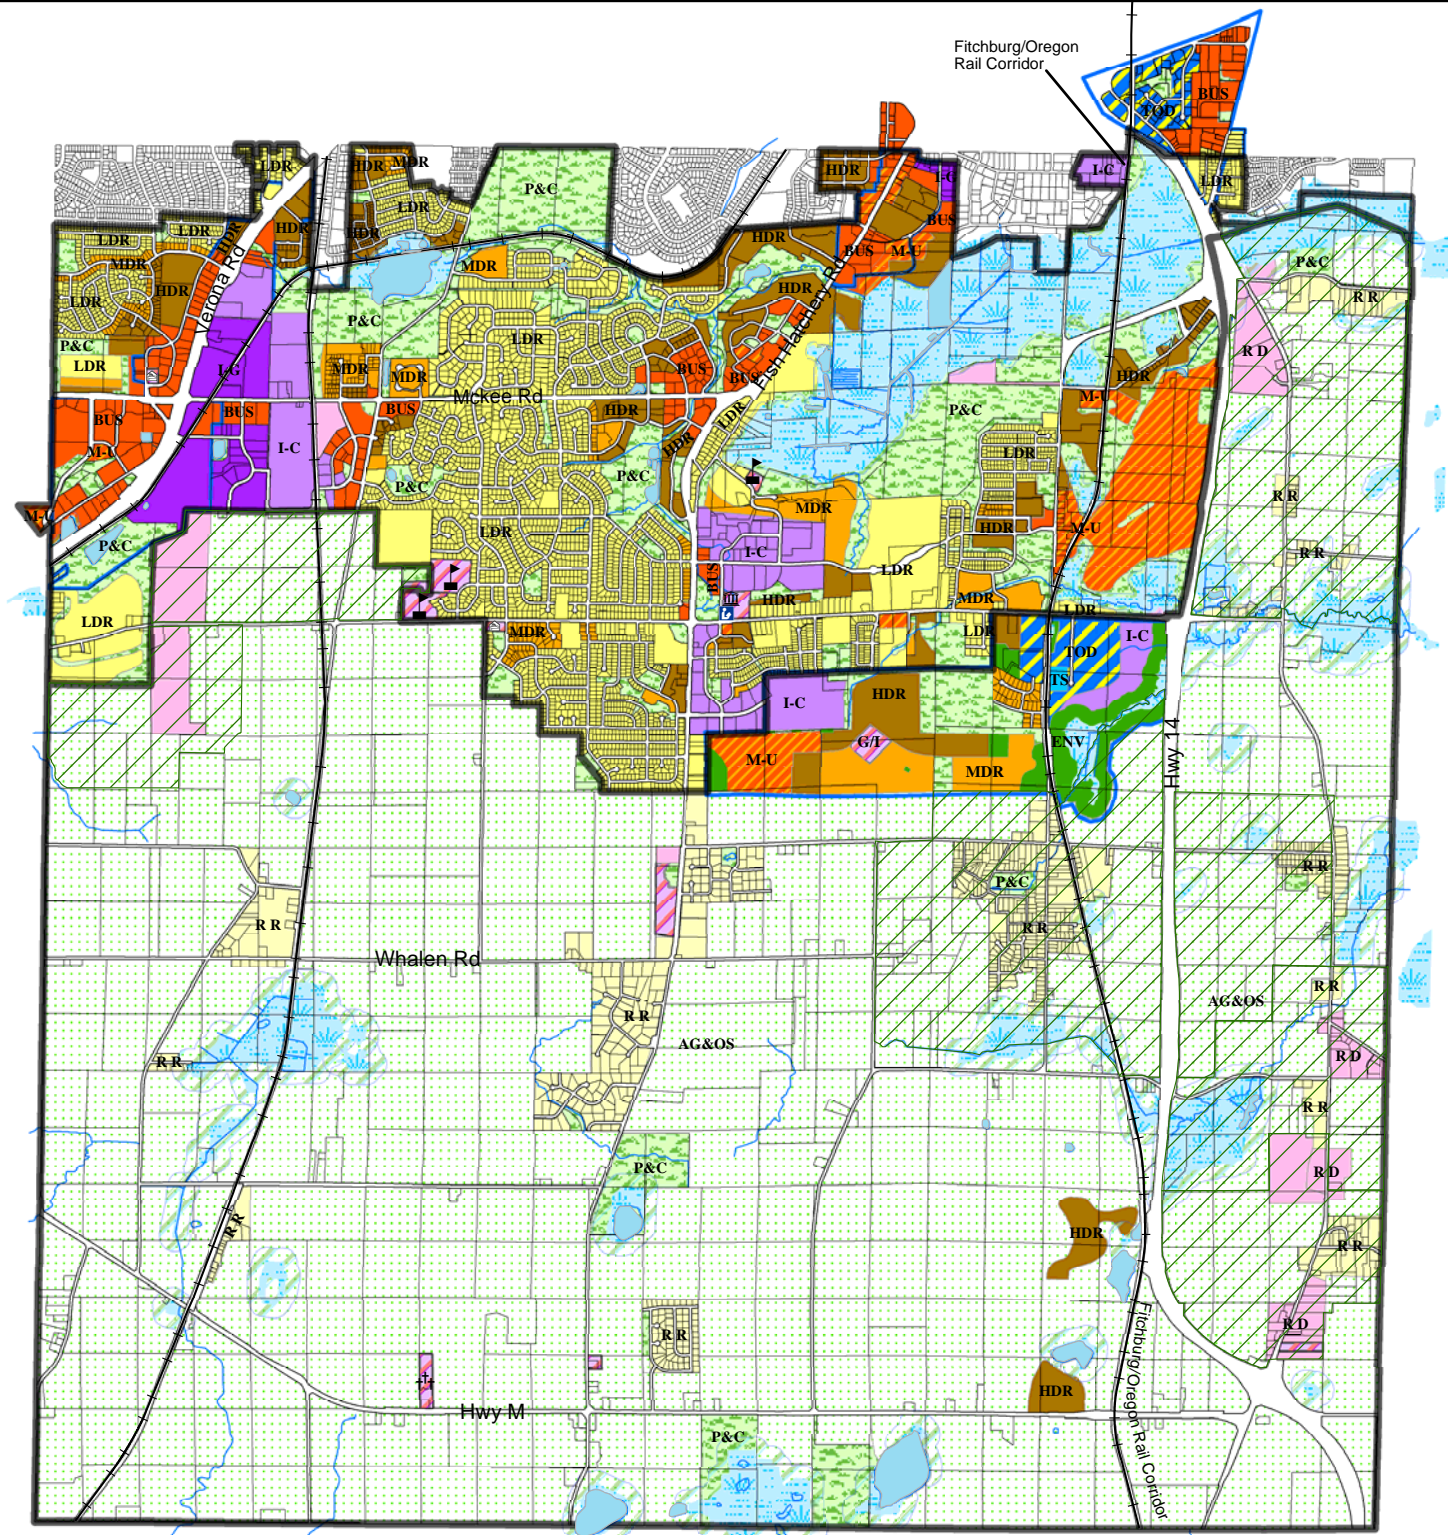 Fitchburg/Oregon
Rail Corridor
BUS
TOD
LDR
HDR
MDR
P&C
HDR
I-G
I-C
LDR
LDR
HDR
BUS
LDR
LDR
HDR
HDR
HDR
BUS
M-U
MDR
HDR
MDR
P&C
LDR
HDR
Verona Rd
HDR
P&C
R R
P&C
LDR
R D
P&C
LDR
I-G
MDR
MDR
BUS
BUS
Fish Hatchery Rd
HDR
Mckee Rd
M-U
BUS
BUS
BUS
HDR
LDR
P&C
M-U
I-C
HDR
LDR
P&C
P&C
R R
M-U
MDR
P&C
LDR
HDR
M-U
I-C
R R
BUS
LDR
HDR
MDR
LDR
LDR
MDR
LDR
I-C
TOD
TS
I-C
HDR
G/I
ENV
M-U
MDR
Hwy 14
R R
P&C
R R
R R
Whalen Rd
R R
AG&OS
R R
AG&OS
R D
R R
R R
P&C
R D
R R
HDR
R R
R D
R R
HDR
Fitchburg/Oregon Rail Corridor
Hwy M
P&C